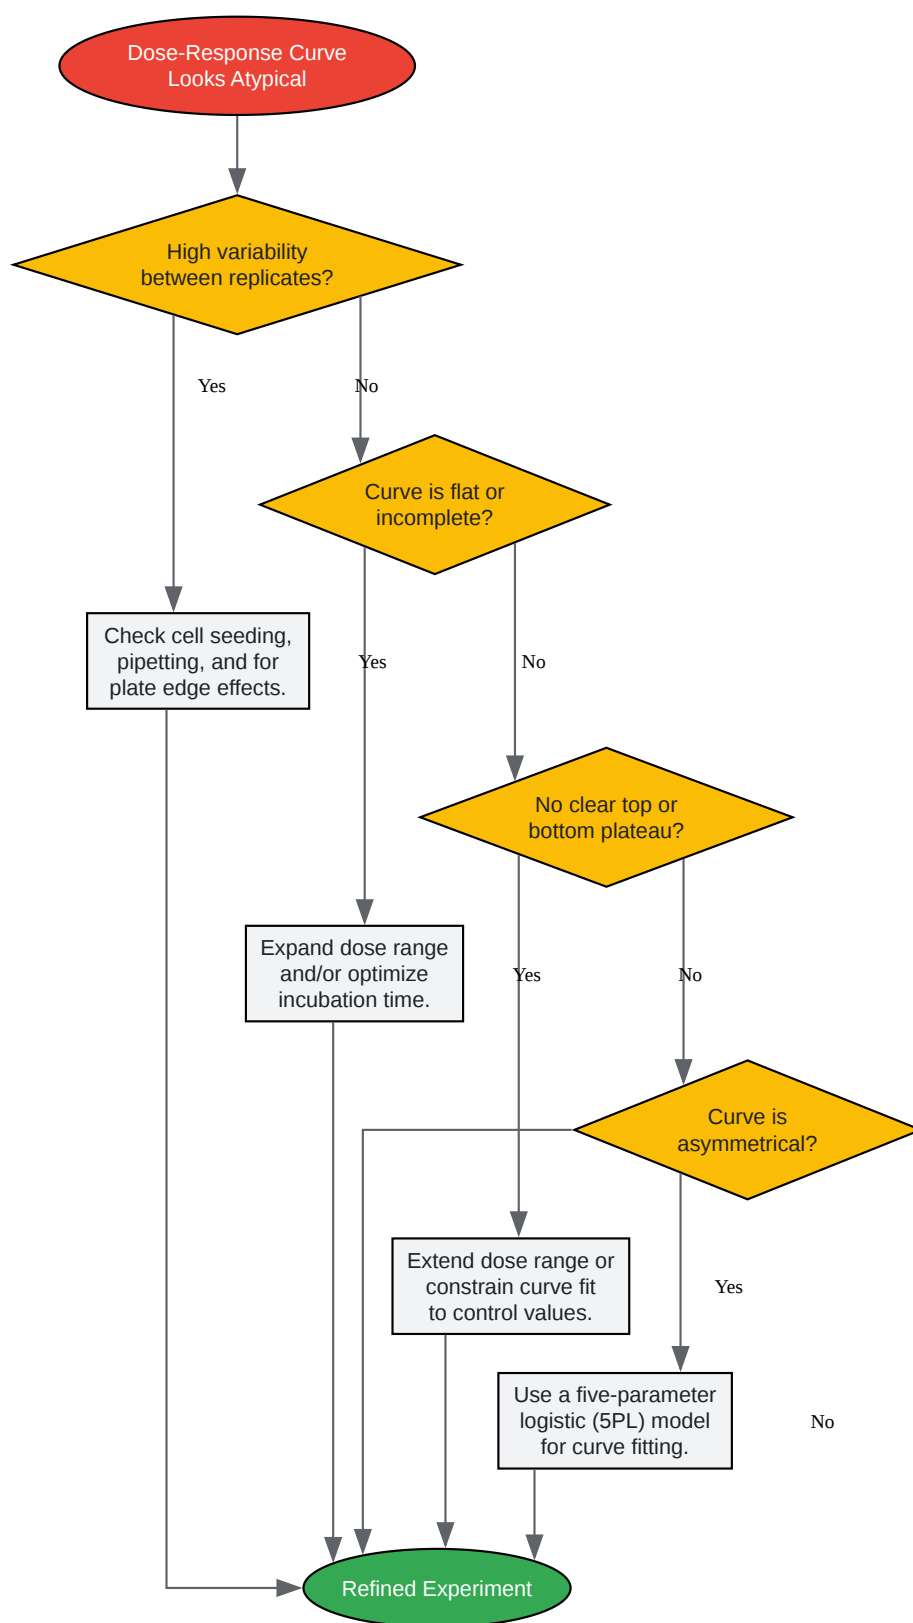 Dose-Response Curve
Looks Atypical
High variability
between replicates?
Yes
No
Curve is flat or
incomplete?
Check cell seeding,
pipetting, and for
plate edge effects.
Yes
No
No clear top or
bottom plateau?
Expand dose range
and/or optimize
incubation time.
Yes
No
Curve is
asymmetrical?
Extend dose range or
constrain curve fit
to control values.
Yes
Use a five-parameter
logistic (5PL) model
for curve fitting.
No
Refined Experiment